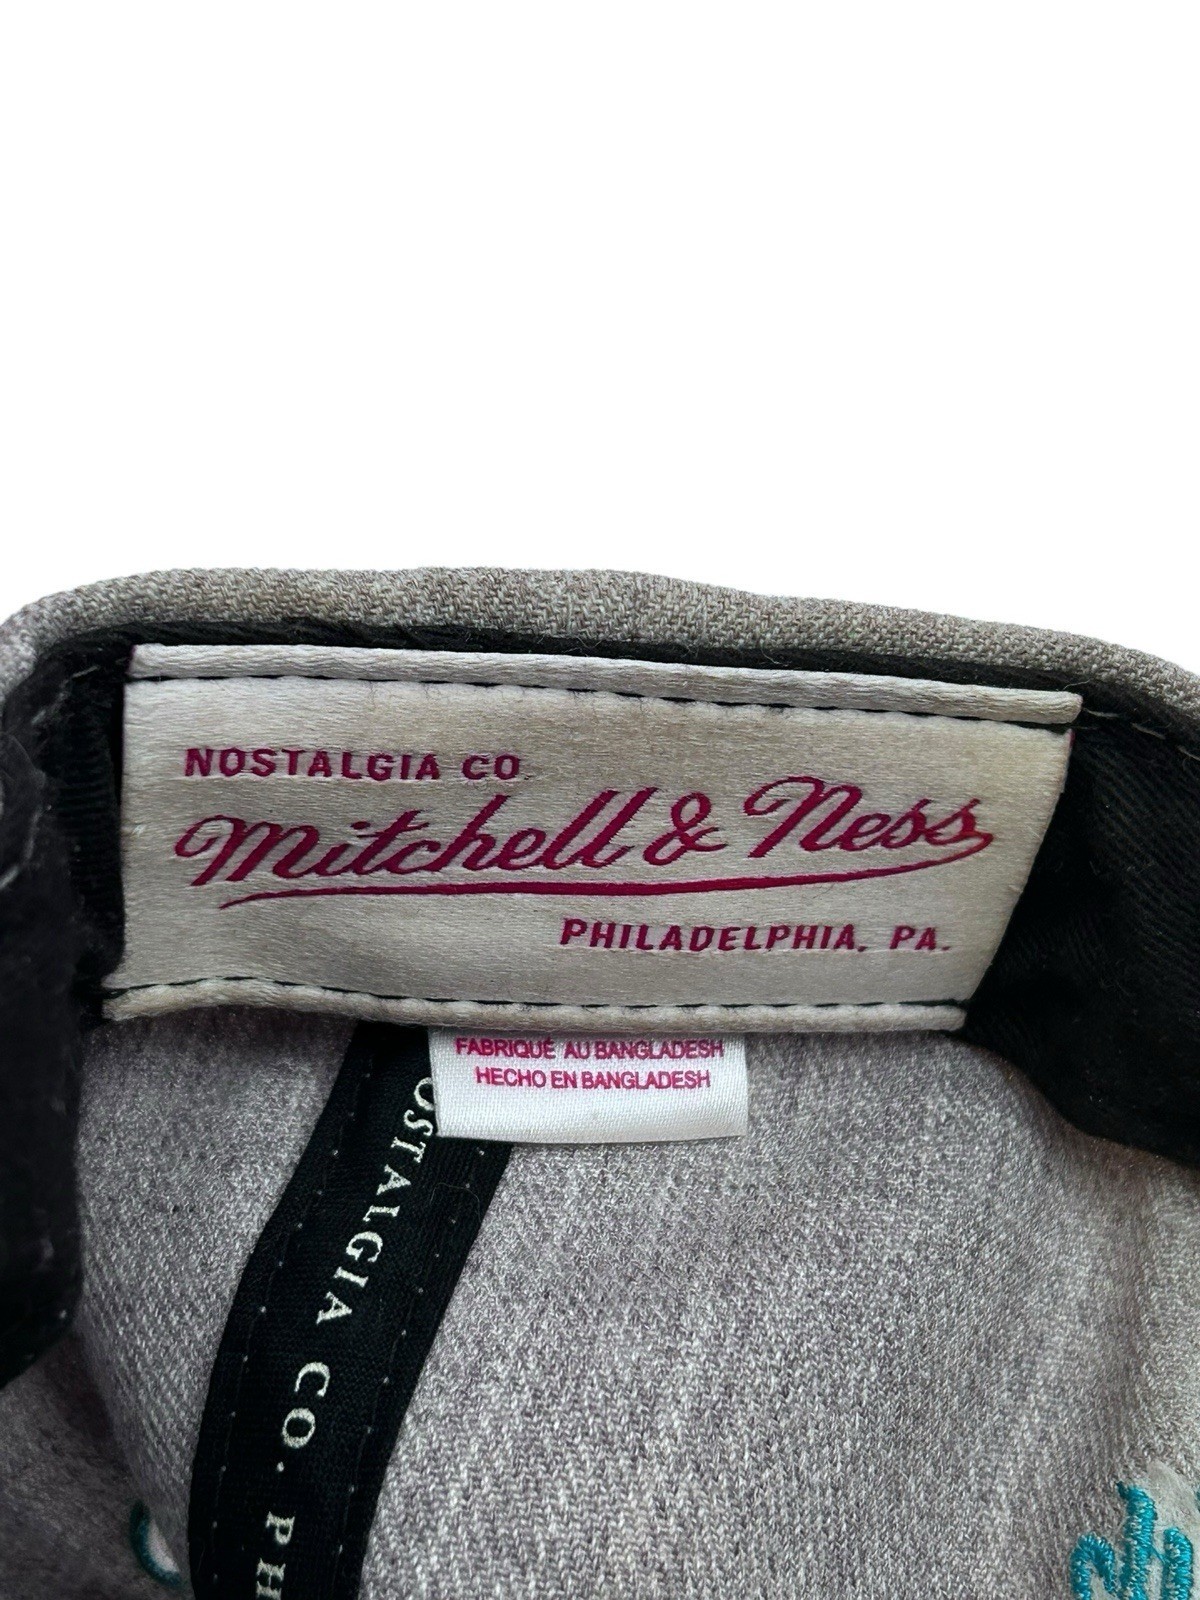 NOSTALGIA CO.
Mitchell & Ness
PHILADELPHIA, PA.
FABRIQUÉ AU BANGLADESH
HECHO EN BANGLADESH
OSTALGIA CO. PH